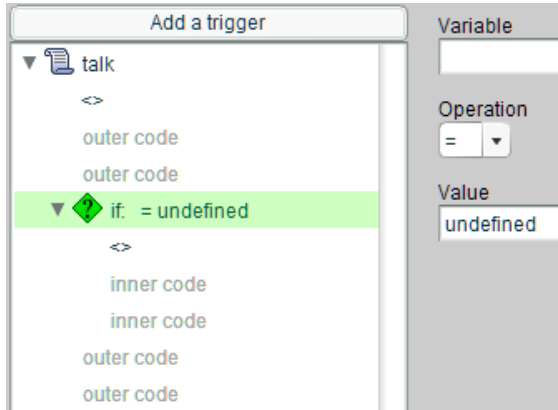 Add a trigger
talk
<>
outer code
outer code
if: = undefined
<>
inner code
inner code
outer code
outer code
Variable
Operation
=
Value
undefined